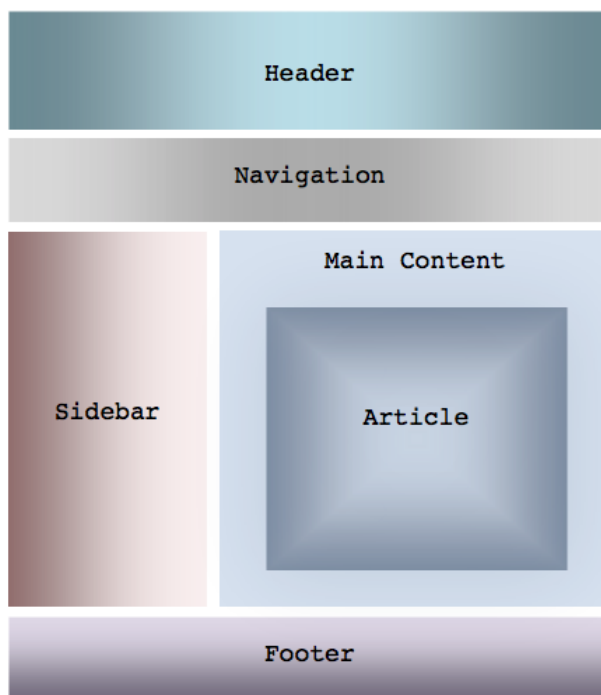 Header
Navigation
Main Content
Sidebar
Article
Footer